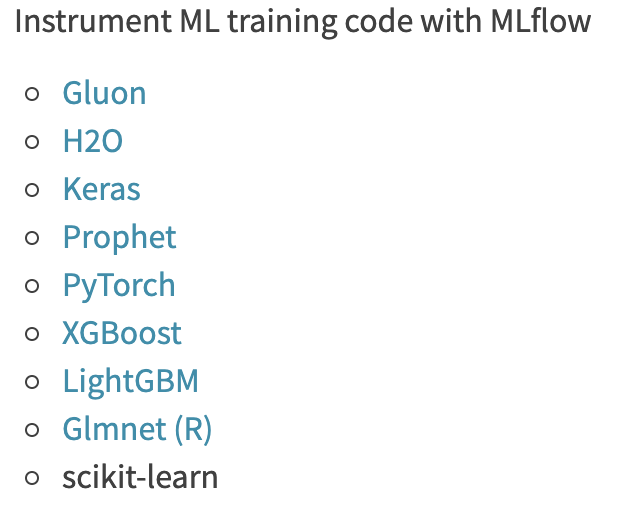 Instrument ML training code with MLflow
Gluon
H2O
Keras
Prophet
PyTorch
XGBoost
LightGBM
Glmnet (R)
scikit-learn